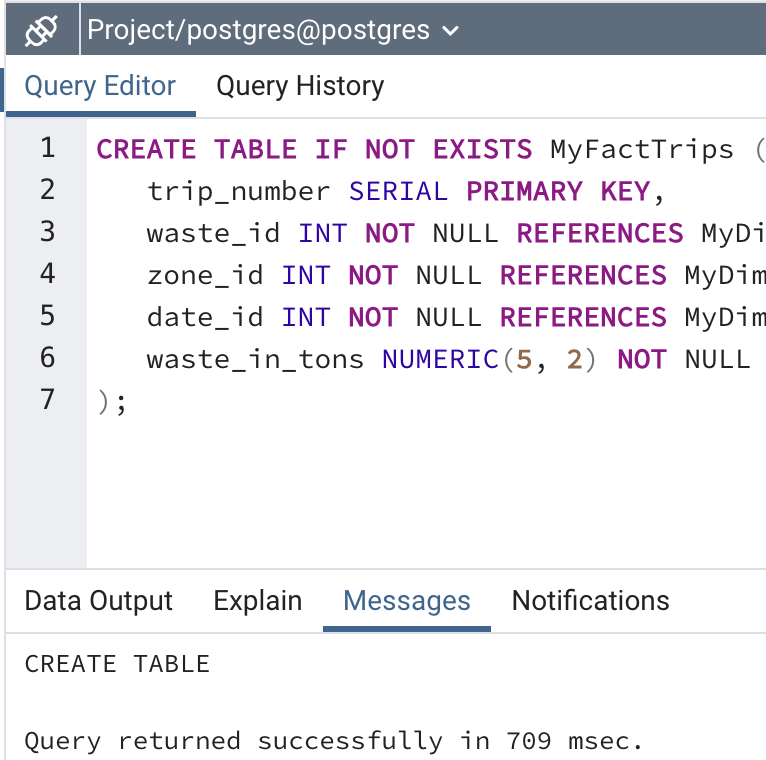 Project/postgres@postgres
Query Editor Query History
1 CREATE TABLE IF NOT EXISTS MyFactTrips (
2 trip_number SERIAL PRIMARY KEY,
3 waste_id INT NOT NULL REFERENCES MyDi
4 zone_id INT NOT NULL REFERENCES MyDim
5 date_id INT NOT NULL REFERENCES MyDim
6 waste_in_tons NUMERIC(5, 2) NOT NULL
7 );
Data Output Explain Messages Notifications
CREATE TABLE
Query returned successfully in 709 msec.